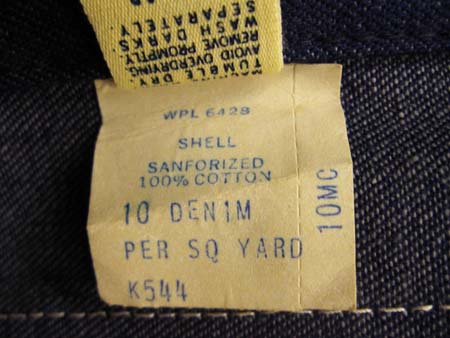 TUMBLE DRY.
AVOID OVERDRYING
REMOVE PROMPTLY.
WASH DARKS
SEPARATELY
WPL 6428
SHELL
SANFORIZED
100% COTTON
10 DENIM
PER SQ YARD
K544
10MC